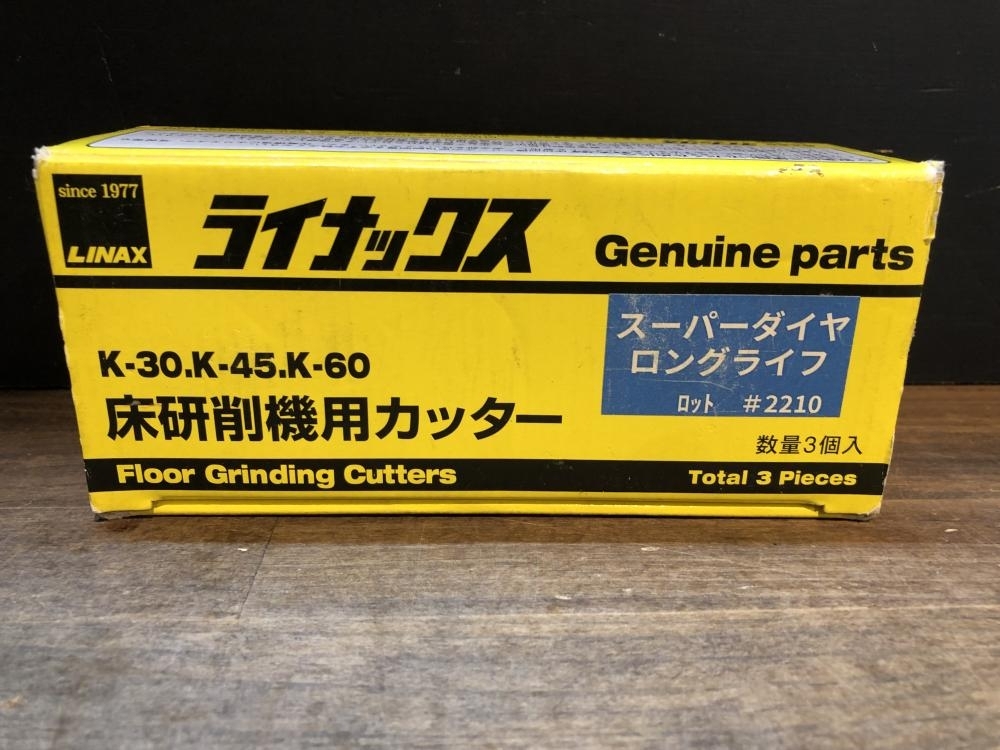 since 1977
LINAX
ライナックス
Genuine parts
スーパーダイヤ
ロングライフ
ロット #2210
K-30.K-45.K-60
床研削機用カッター
数量3個入
Floor Grinding Cutters
Total 3 Pieces